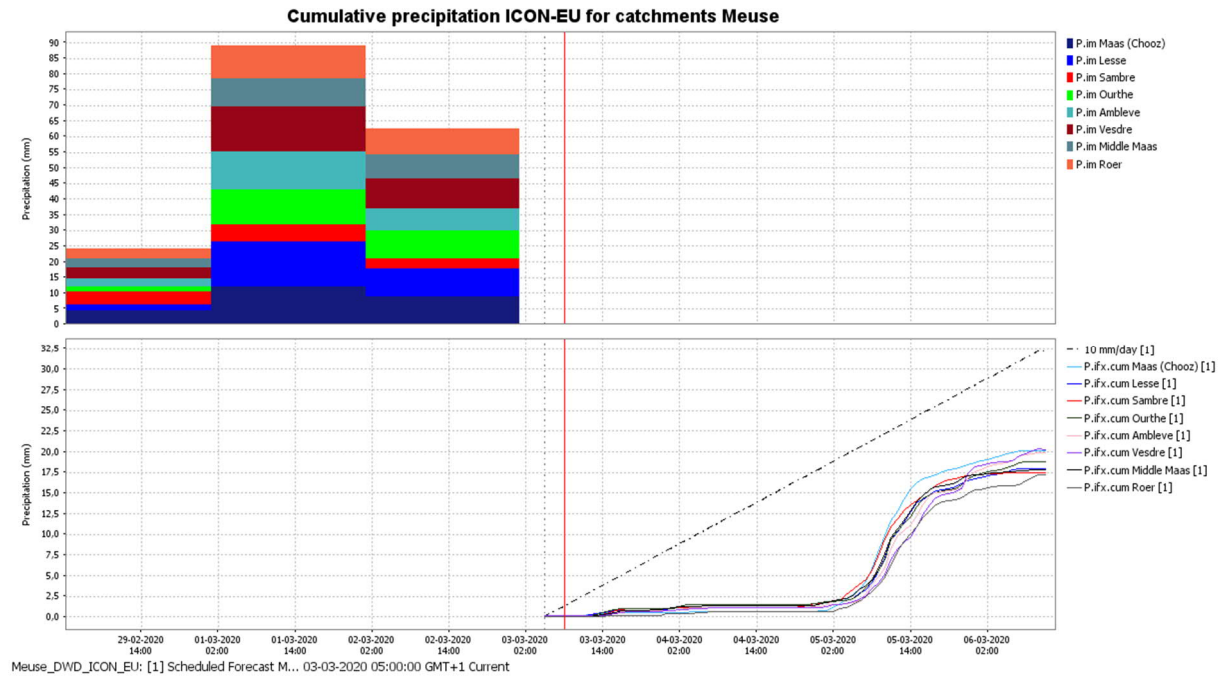 Cumulative precipitation ICON-EU for catchments Meuse
Precipitation (mm)
90
85
80
75
70
65
60
55
50
45
40
35
30
25
20
15
10
5
0
P.im Maas (Chooz)
P.im Lesse
P.im Sambre
P.im Ourthe
P.im Ambleve
P.im Vesdre
P.im Middle Maas
P.im Roer
Precipitation (mm)
32,5
30,0
27,5
25,0
22,5
20,0
17,5
15,0
12,5
10,0
7,5
5,0
2,5
0,0
10 mm/day [1]
P.ifx.cum Maas (Chooz) [1]
P.ifx.cum Lesse [1]
P.ifx.cum Sambre [1]
P.ifx.cum Ourthe [1]
P.ifx.cum Ambleve [1]
P.ifx.cum Vesdre [1]
P.ifx.cum Middle Maas [1]
P.ifx.cum Roer [1]
29-02-2020 01-03-2020 01-03-2020 02-03-2020 02-03-2020 03-03-2020 03-03-2020 04-03-2020 04-03-2020 05-03-2020 05-03-2020 06-03-2020
14:00 02:00 14:00 02:00 14:00 02:00 14:00 02:00 14:00 02:00 14:00 02:00
Meuse_DWD_ICON_EU: [1] Scheduled Forecast M... 03-03-2020 05:00:00 GMT+1 Current